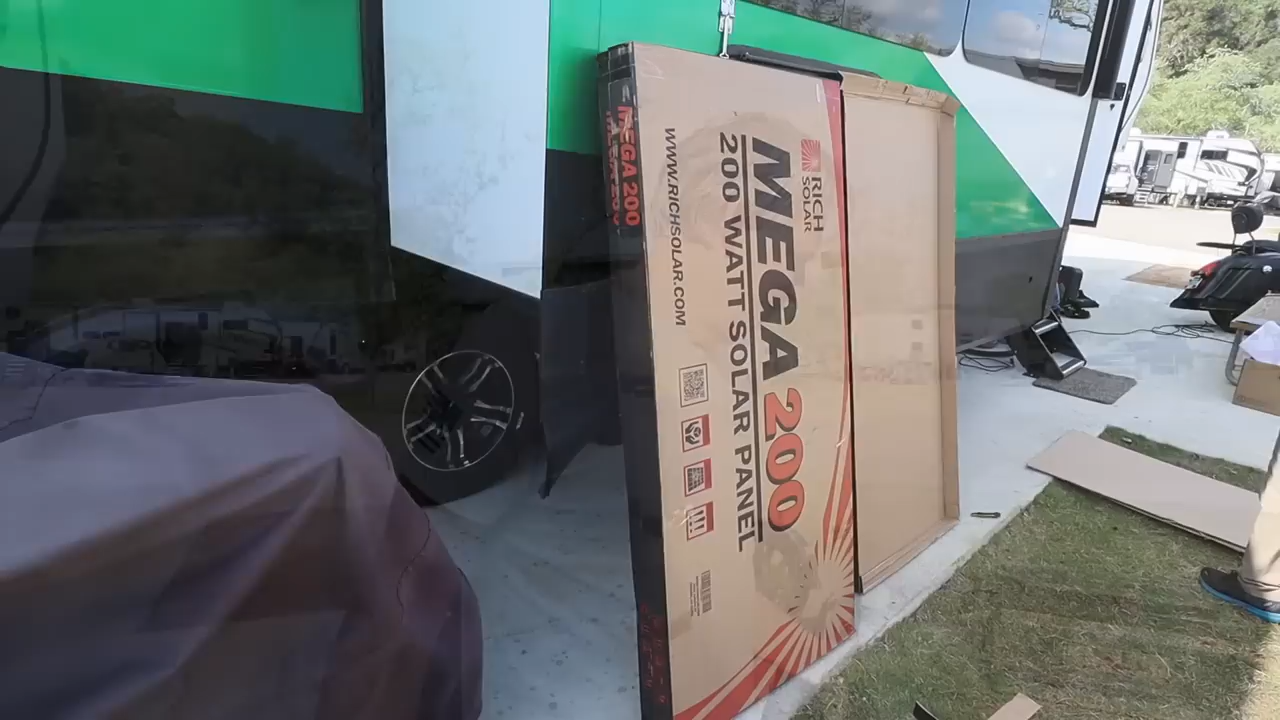 RICH
SOLAR
MEGA 200
200 WATT SOLAR PANEL
WWW.RICHSOLAR.COM
MEGA 200